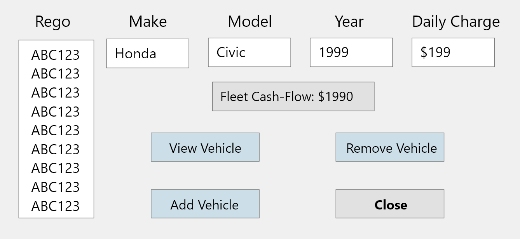 Rego Make Model Year Daily Charge
ABC123 Honda Civic 1999 $199
ABC123
ABC123
ABC123 Fleet Cash-Flow: $1990
ABC123
ABC123 View Vehicle Remove Vehicle
ABC123
ABC123
ABC123 Add Vehicle Close